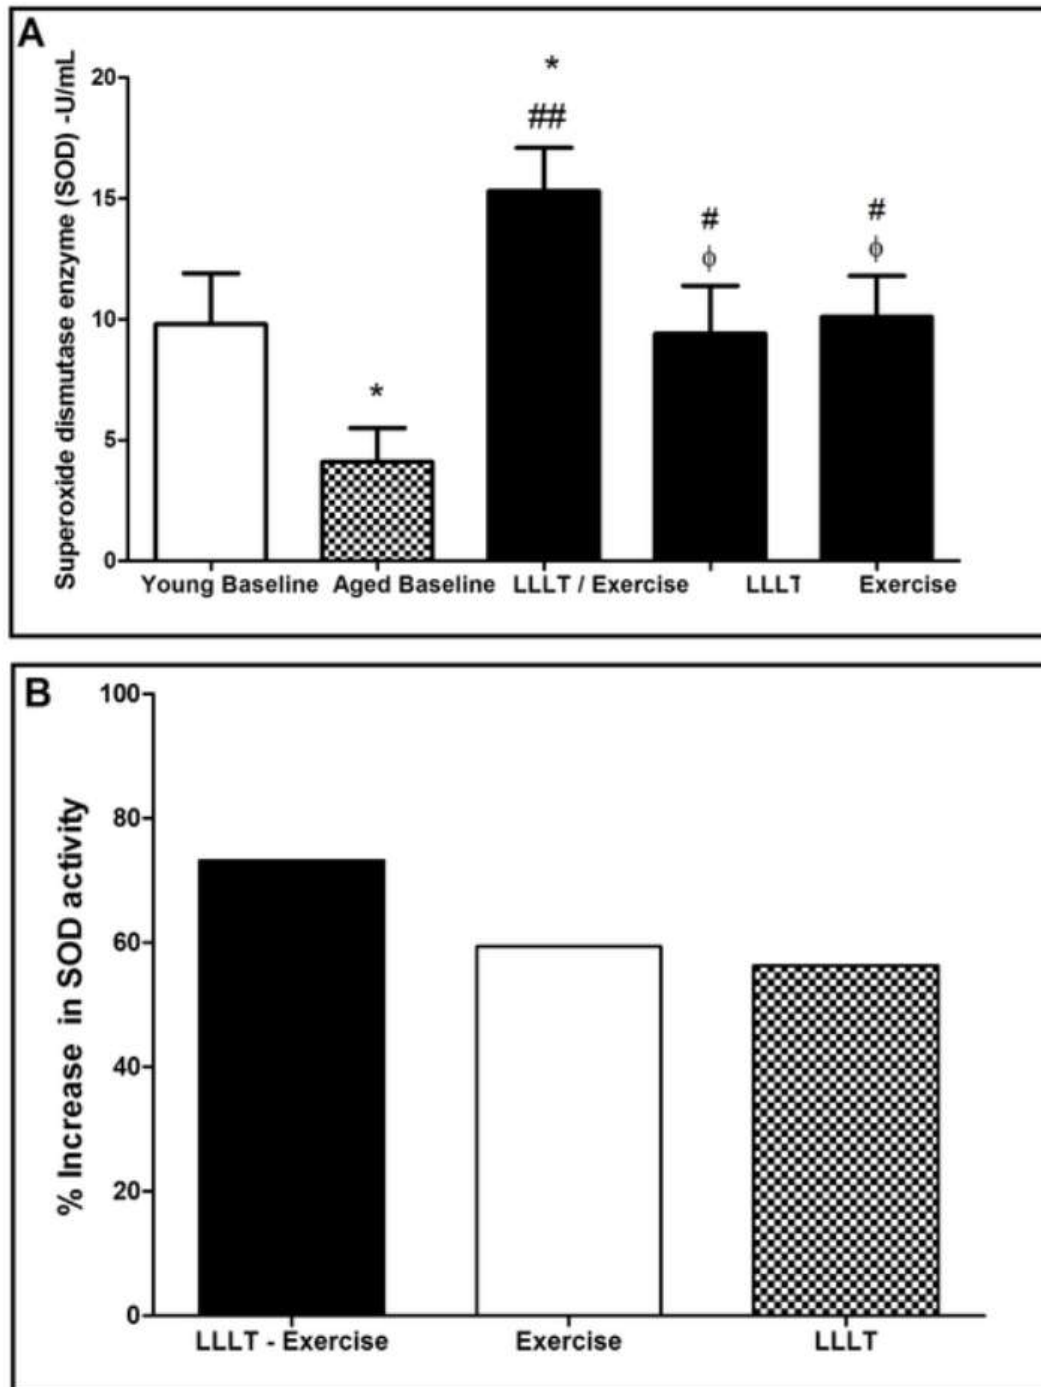 A
Superoxide dismutase enzyme (SOD) -U/mL
20
15
10
5
0
*
##
*
#
ϕ
#
ϕ
Young Baseline Aged Baseline LLLT / Exercise LLLT Exercise
B
% Increase in SOD activity
100
80
60
40
20
0
LLLT - Exercise Exercise LLLT